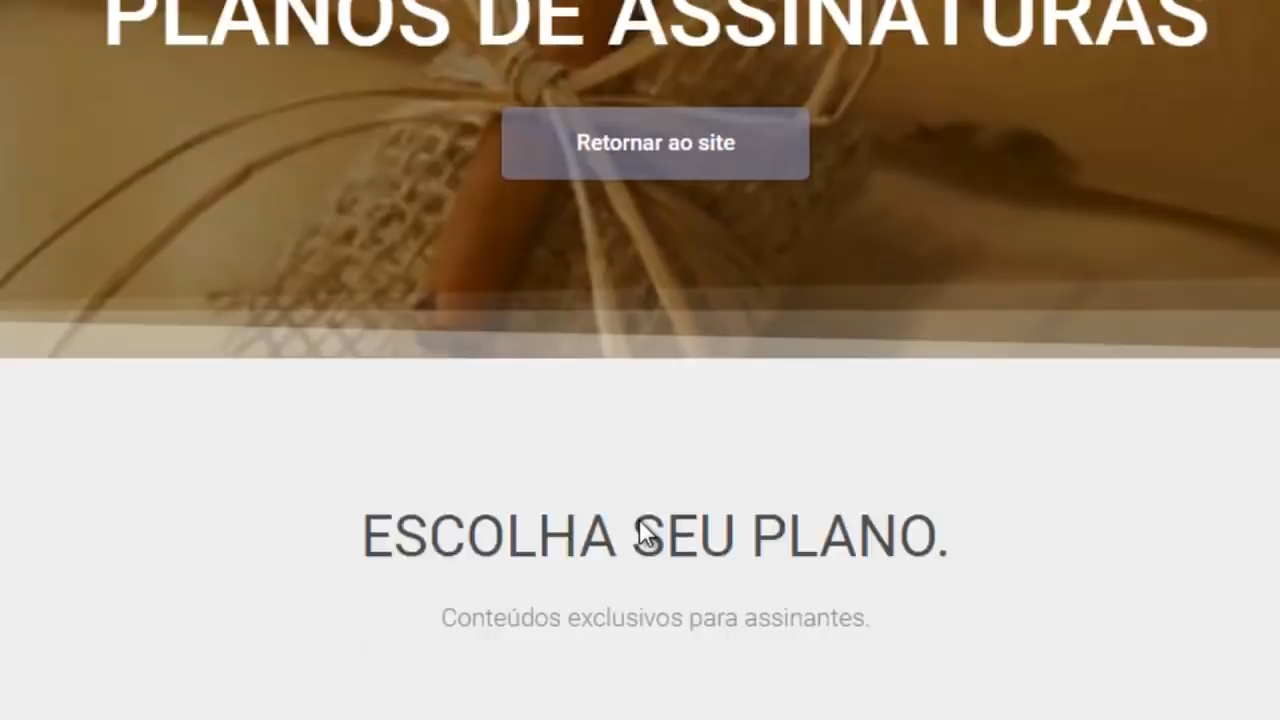 PLANOS DE ASSINATURAS
Retornar ao site
ESCOLHA SEU PLANO.
Conteúdos exclusivos para assinantes.